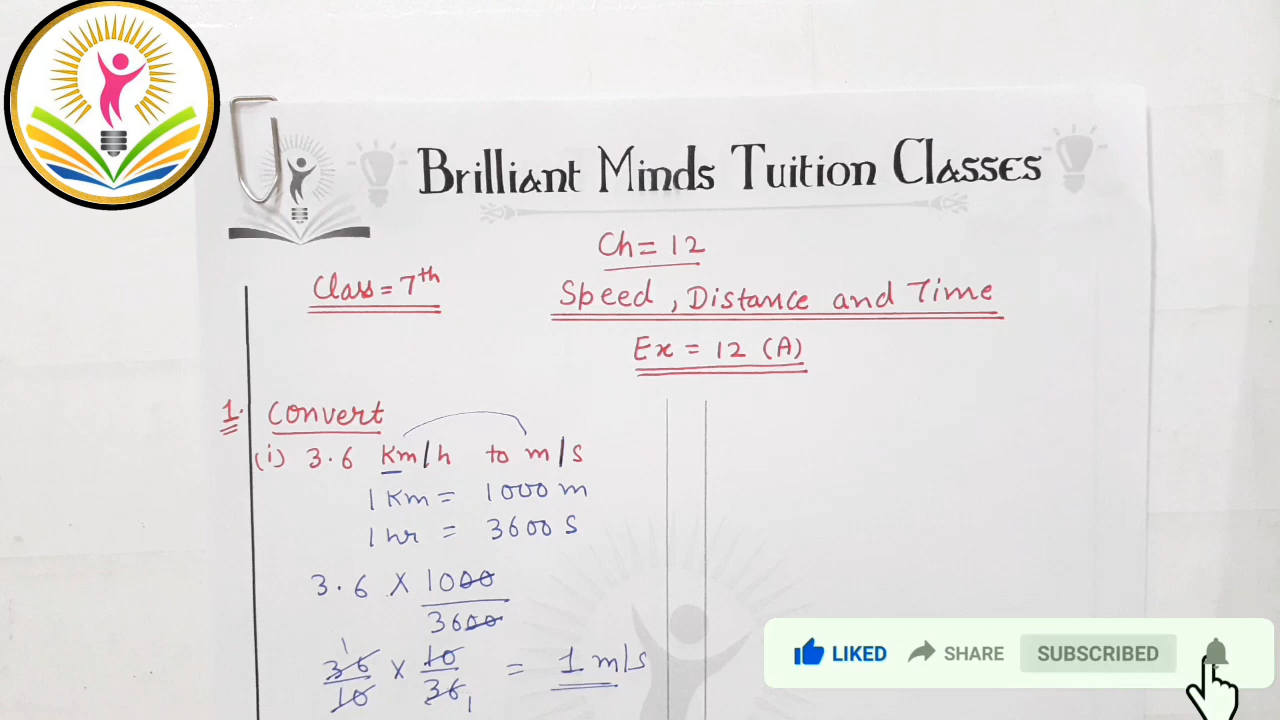 Brilliant Minds Tuition Classes
Ch = 12
Class = 7th
Speed, Distance and Time
Ex = 12 (A)
1. Convert
(i) 3.6 Km/h to m/s
1 Km = 1000 m
1 hr = 3600 S
3.6 X 1000
3600
1
36 x 10 = 1 m/s
10 36 1
LIKED SHARE SUBSCRIBED